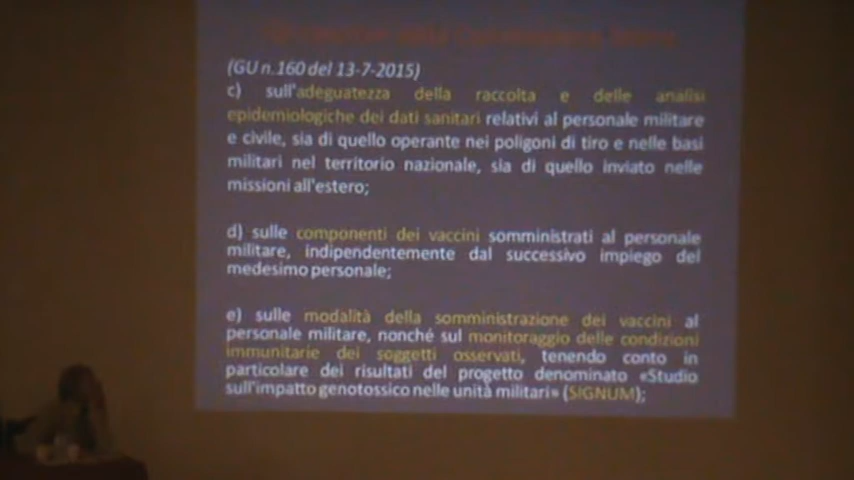 (GU n.160 del 13-7-2015)
c) sull'adeguatezza della raccolta e delle analisi
epidemiologiche dei dati sanitari relativi al personale militare
e civile, sia di quello operante nei poligoni di tiro e nelle basi
militari nel territorio nazionale, sia di quello inviato nelle
missioni all'estero;
d) sulle componenti dei vaccini somministrati al personale
militare, indipendentemente dal successivo impiego del
medesimo personale;
e) sulle modalità della somministrazione dei vaccini al
personale militare, nonché sul monitoraggio delle condizioni
immunitarie dei soggetti osservati, tenendo conto in
particolare dei risultati del progetto denominato «Studio
sull'impatto genotossico nelle unità militari» (SIGNUM);